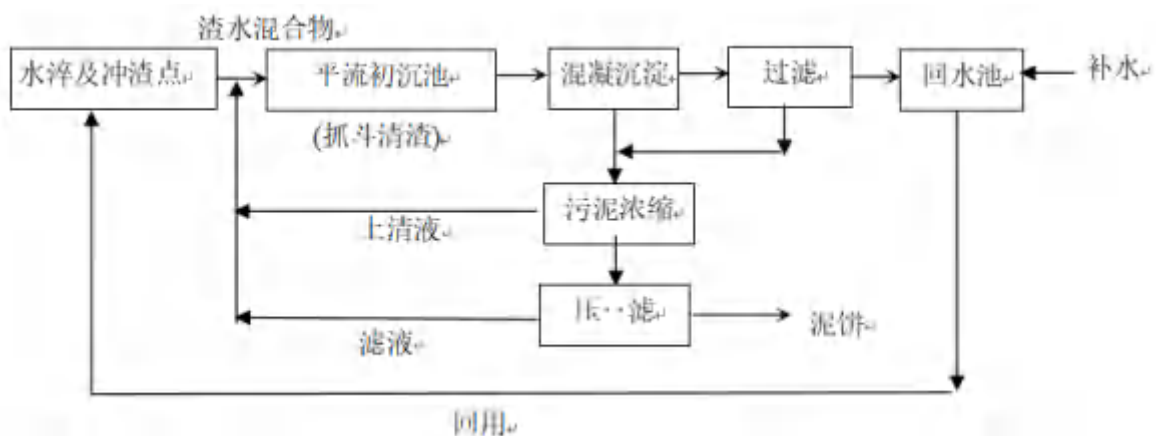 渣水混合物
水淬及冲渣点
平流初沉池
混凝沉淀
过滤
回水池
补水
(抓斗清渣)
污泥浓缩
上清液
压··滤
泥饼
滤液
回用